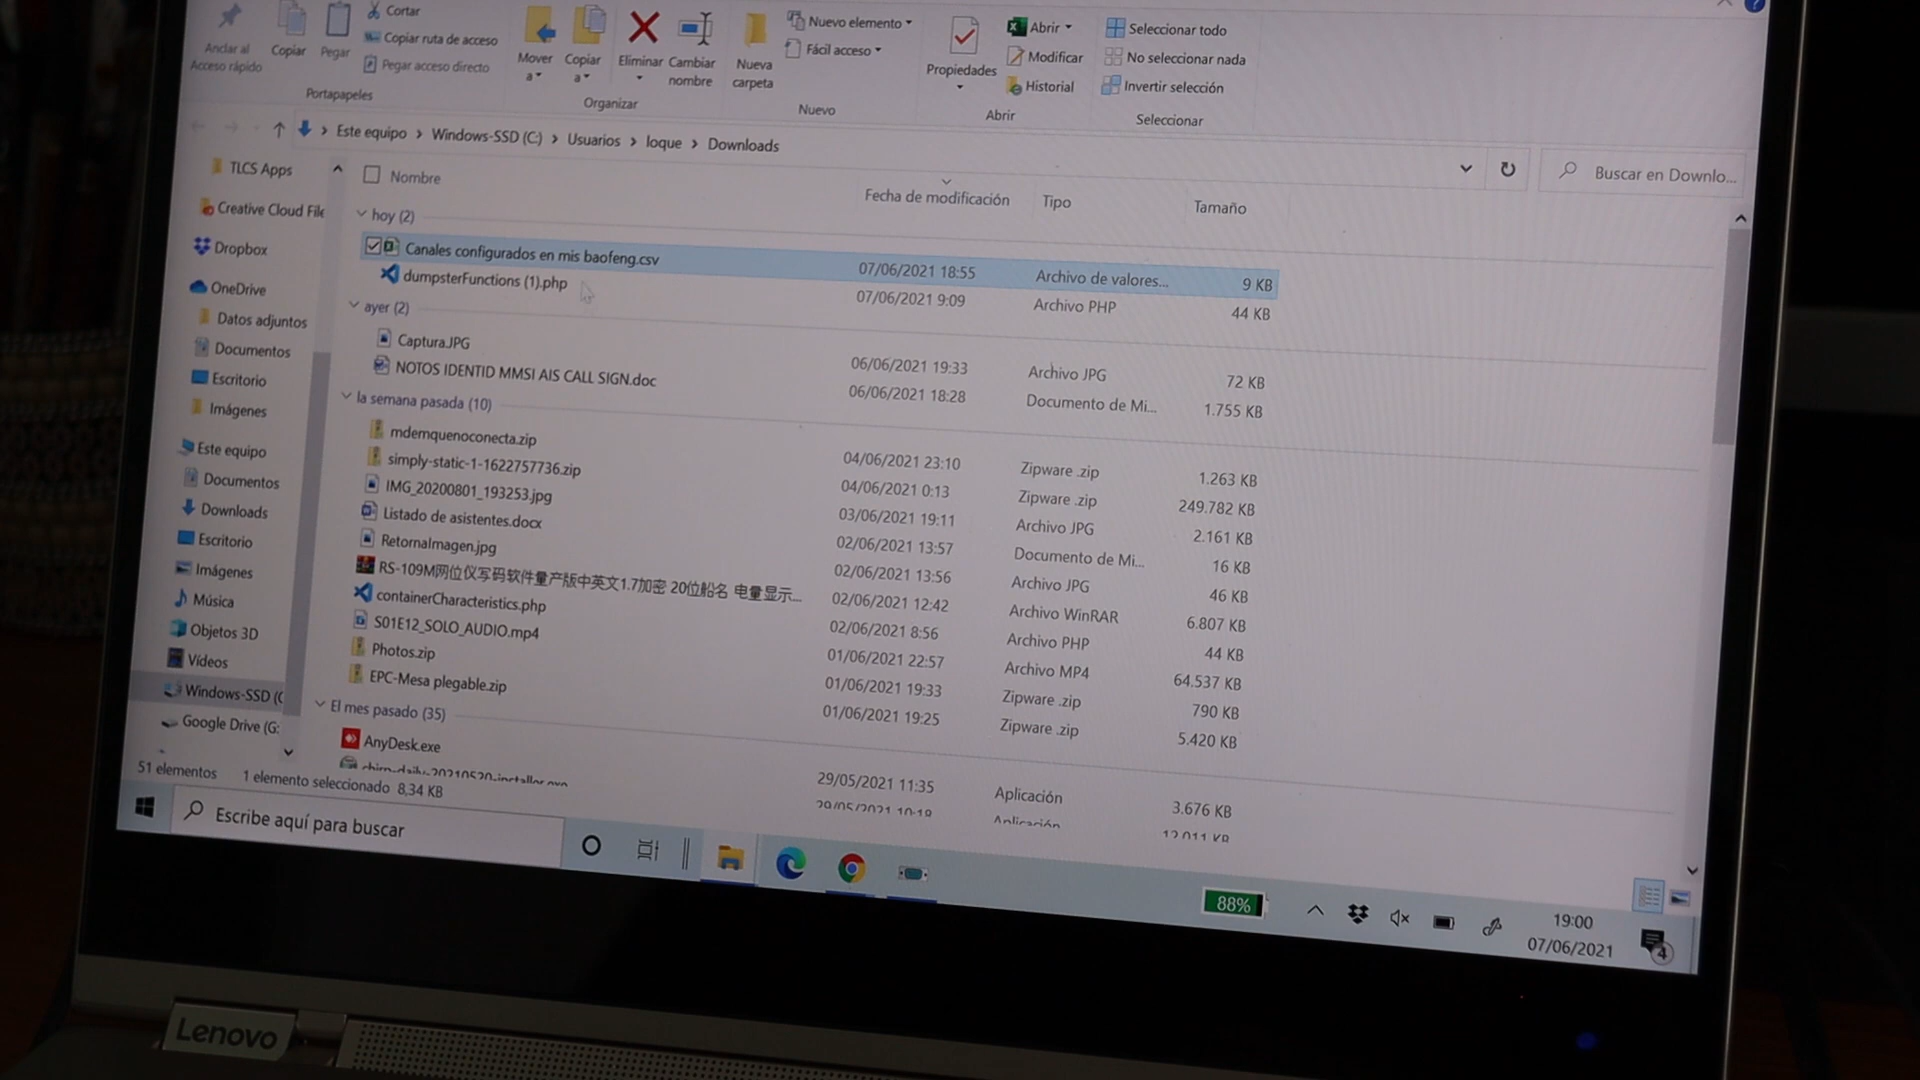 Cortar
Copiar ruta de acceso
Pegar acceso directo
Anclar al
Acceso rápido
Copiar
Pegar
Portapapeles
Mover
a
Copiar
a
Eliminar
Cambiar
nombre
Organizar
Nueva
carpeta
Nuevo elemento
Fácil acceso
Nuevo
Propiedades
Abrir
Modificar
Historial
Abrir
Seleccionar todo
No seleccionar nada
Invertir selección
Seleccionar
Este equipo > Windows-SSD (C:) > Usuarios > loque > Downloads
Buscar en Downlo...
TLCS Apps
Creative Cloud File
Dropbox
OneDrive
Datos adjuntos
Documentos
Escritorio
Imágenes
Este equipo
Documentos
Downloads
Escritorio
Imágenes
Música
Objetos 3D
Vídeos
Windows-SSD (C
Google Drive (G:
Nombre Fecha de modificación Tipo Tamaño
hoy (2)
Canales configurados en mis baofeng.csv 07/06/2021 18:55 Archivo de valores... 9 KB
dumpsterFunctions (1).php 07/06/2021 9:09 Archivo PHP 44 KB
ayer (2)
Captura.JPG 06/06/2021 19:33 Archivo JPG 72 KB
NOTOS IDENTID MMSI AIS CALL SIGN.doc 06/06/2021 18:28 Documento de Mi... 1.755 KB
la semana pasada (10)
mdemquenoconecta.zip 04/06/2021 23:10 Zipware .zip 1.263 KB
simply-static-1-1622757736.zip 04/06/2021 0:13 Zipware .zip 249.782 KB
IMG_20200801_193253.jpg 03/06/2021 19:11 Archivo JPG 2.161 KB
Listado de asistentes.docx 02/06/2021 13:57 Documento de Mi... 16 KB
RetornaImagen.jpg 02/06/2021 13:56 Archivo JPG 46 KB
RS-109M网位仪写码软件量产版中英文1.7加密 20位船名 电量显示... 02/06/2021 12:42 Archivo WinRAR 6.807 KB
containerCharacteristics.php 02/06/2021 8:56 Archivo PHP 44 KB
S01E12_SOLO_AUDIO.mp4 01/06/2021 22:57 Archivo MP4 64.537 KB
Photos.zip 01/06/2021 19:33 Zipware .zip 790 KB
EPC-Mesa plegable.zip 01/06/2021 19:25 Zipware .zip 5.420 KB
El mes pasado (35)
AnyDesk.exe 29/05/2021 11:35 Aplicación 3.676 KB
chirp-daily-20210520-installer.exe Aplicación
51 elementos 1 elemento seleccionado 8,34 KB
Escribe aquí para buscar
88%
19:00
07/06/2021
4
Lenovo